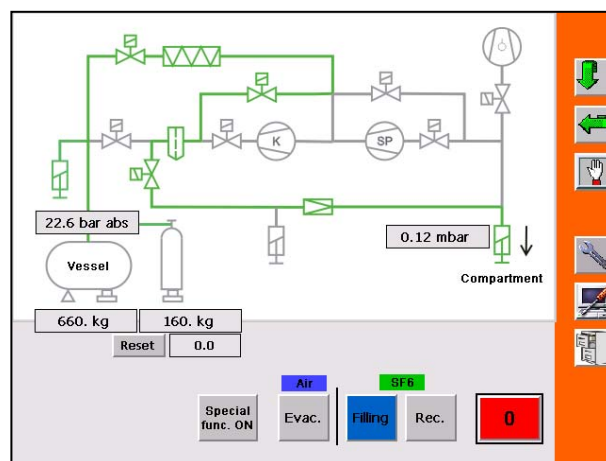 K
SP
22.6 bar abs
0.12 mbar
Vessel
Compartment
660. kg
160. kg
Reset
0.0
Air
SF6
Special
func. ON
Evac.
Filling
Rec.
0